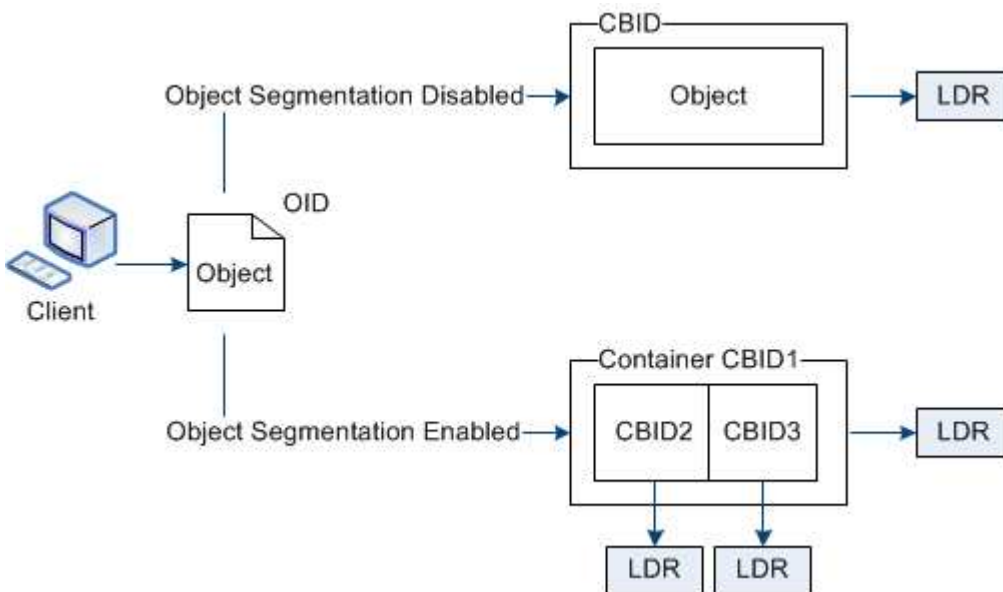 CBID
Object Segmentation Disabled
Object
LDR
OID
Object
Client
Container CBID1
Object Segmentation Enabled
CBID2
CBID3
LDR
LDR
LDR